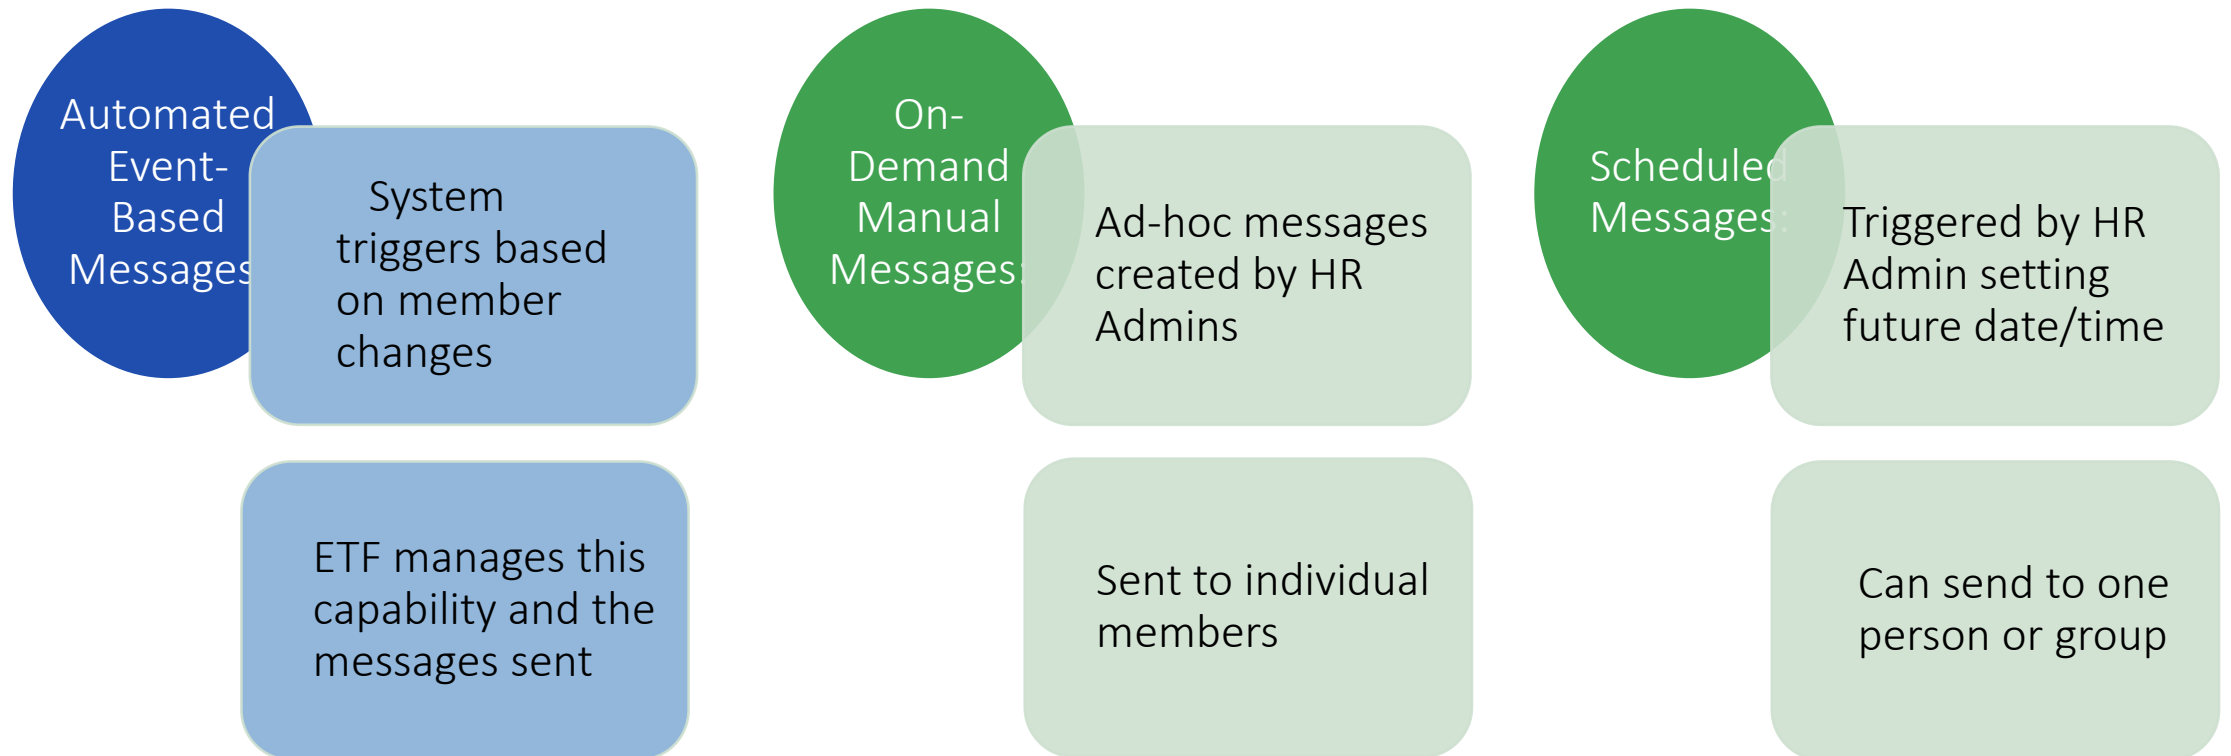 Automated
Event-
Based
Messages
System
triggers based
on member
changes
ETF manages this
capability and the
messages sent
On-
Demand
Manual
Messages:
Ad-hoc messages
created by HR
Admins
Sent to individual
members
Scheduled
Messages:
Triggered by HR
Admin setting
future date/time
Can send to one
person or group